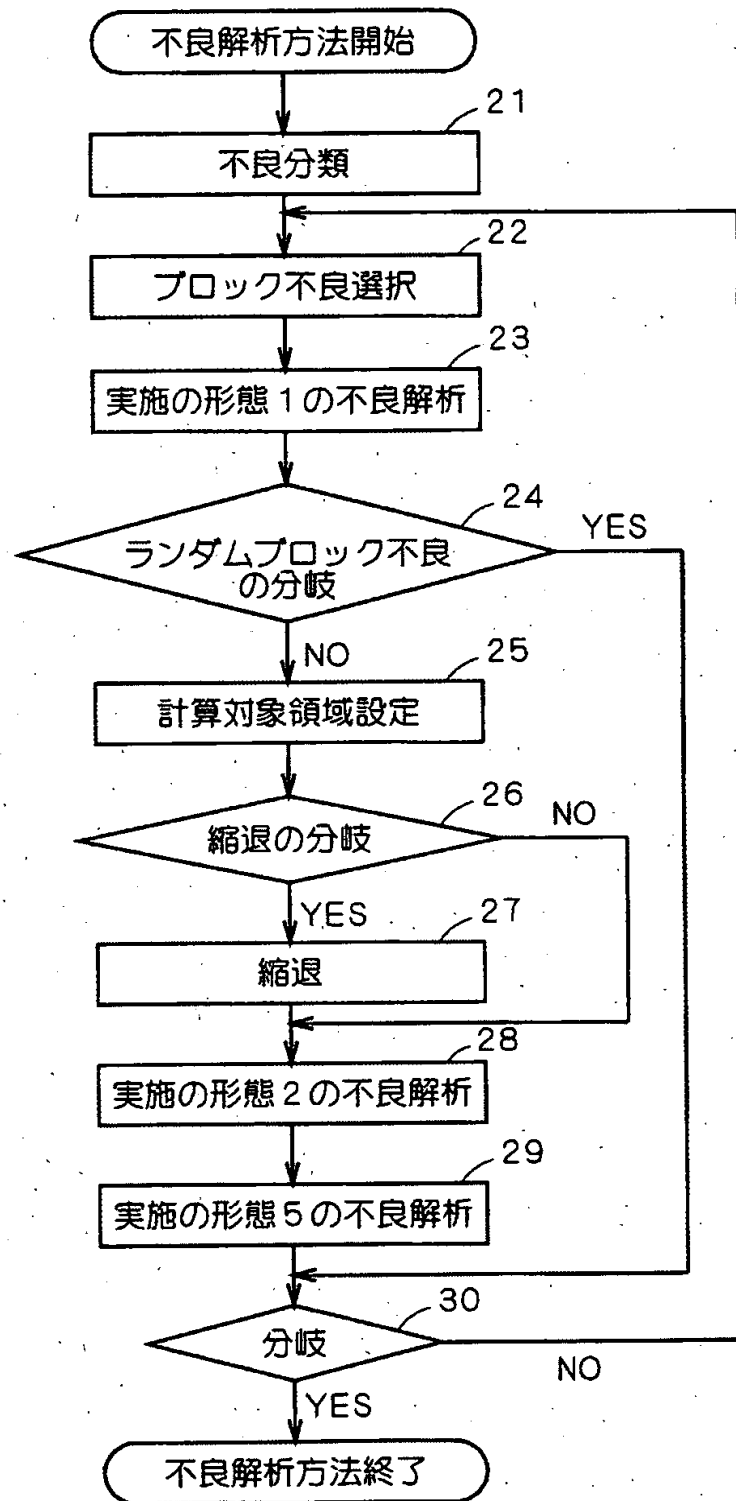 不良解析方法開始
21
不良分類
22
ブロック不良選択
23
実施の形態1の不良解析
24
ランダムブロック不良
の分岐
YES
NO
25
計算対象領域設定
26
縮退の分岐
NO
YES
27
縮退
28
実施の形態2の不良解析
29
実施の形態5の不良解析
30
分岐
NO
YES
不良解析方法終了